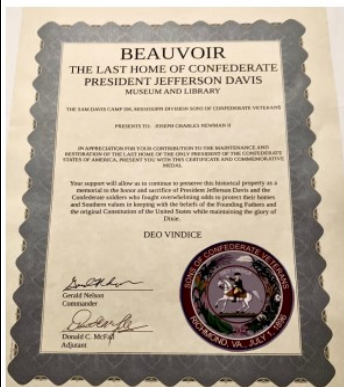 BEAUVOIR
THE LAST HOME OF CONFEDERATE
PRESIDENT JEFFERSON DAVIS
MUSEUM AND LIBRARY
THE SAM DAVIS CAMP 596, MISSISSIPPI DIVISION SONS OF CONFEDERATE VETERANS
PRESENTS TO: JOSEPH CHARLES NEWMAN II
IN APPRECIATION FOR YOUR CONTRIBUTION TO THE MAINTENANCE AND
RESTORATION OF THE LAST HOME OF THE ONLY PRESIDENT OF THE CONFEDERATE
STATES OF AMERICA, PRESENT YOU WITH THIS CERTIFICATE AND COMMEMORATIVE
MEDAL
Your support will allow us to continue to preserve this historical property as a
memorial to the honor and sacrifice of President Jefferson Davis and the
Confederate soldiers who fought overwhelming odds to protect their homes
and Southern values in keeping with the beliefs of the Founding Fathers and
the original Constitution of the United States while maintaining the glory of
Dixie.
DEO VINDICE
Gerald Nelson
Commander
Donald C. McFall
Adjutant
SONS OF CONFEDERATE VETERANS
RICHMOND, VA. JULY 1, 1896